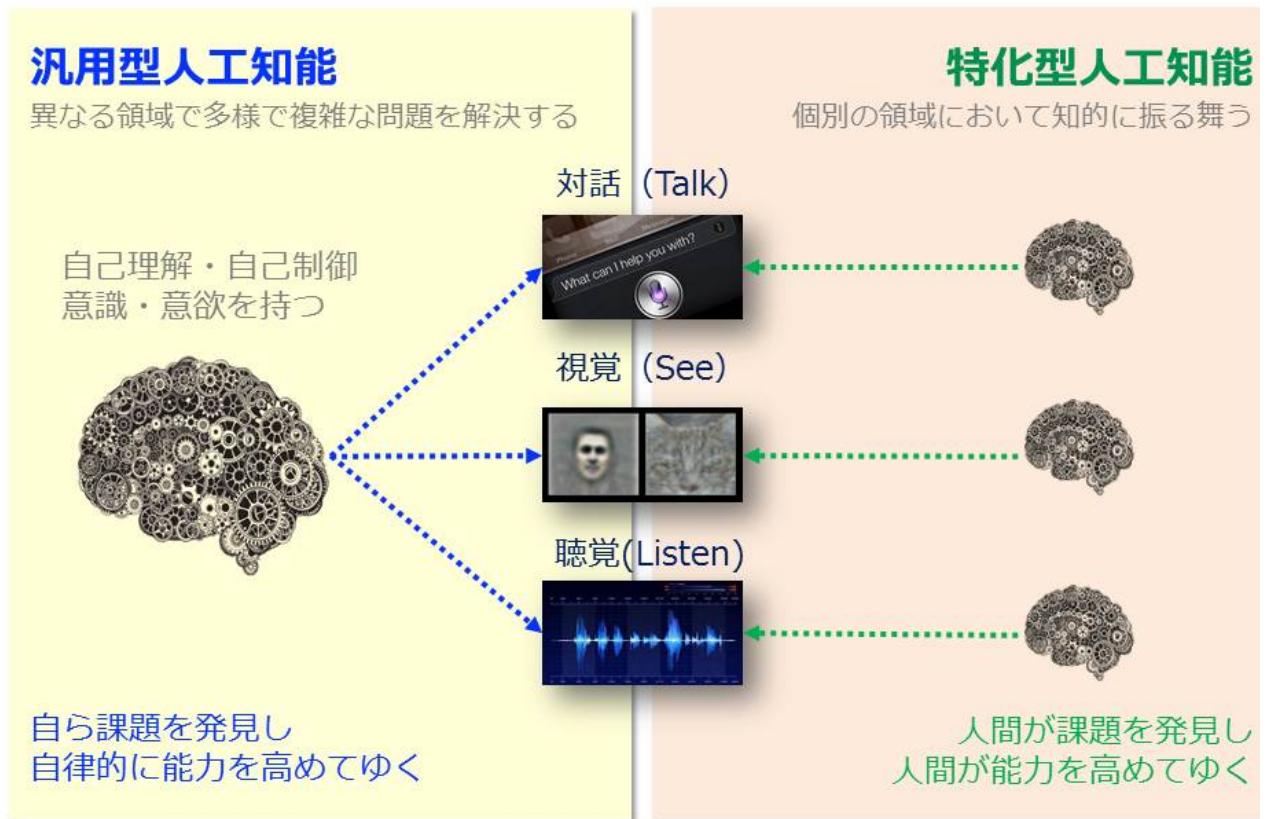 汎用型人工知能
異なる領域で多様で複雑な問題を解決する
自己理解・自己制御
意識・意欲を持つ
自ら課題を発見し
自律的に能力を高めてゆく
対話（Talk）
What can I help you with?
視覚（See）
聴覚(Listen)
特化型人工知能
個別の領域において知的に振る舞う
人間が課題を発見し
人間が能力を高めてゆく